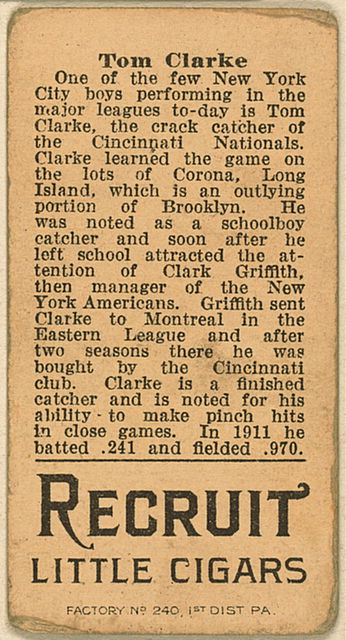 Tom Clarke
One of the few New York
City boys performing in the
major leagues to-day is Tom
Clarke, the crack catcher of
the Cincinnati Nationals.
Clarke learned the game on
the lots of Corona, Long
Island, which is an outlying
portion of Brooklyn. He
was noted as a schoolboy
catcher and soon after he
left school attracted the at-
tention of Clark Griffith,
then manager of the New
York Americans. Griffith sent
Clarke to Montreal in the
Eastern League and after
two seasons there he was
bought by the Cincinnati
club. Clarke is a finished
catcher and is noted for his
ability to make pinch hits
in close games. In 1911 he
batted .241 and fielded .970.
RECRUIT
LITTLE CIGARS
FACTORY Nº 240, 1ST DIST PA.